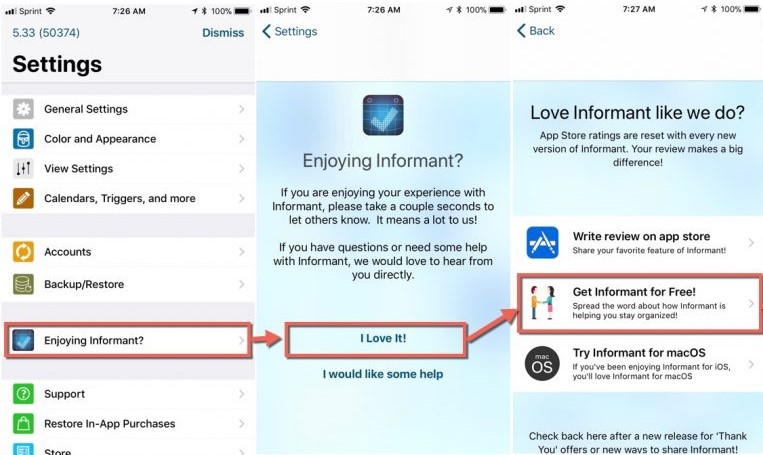 Sprint 7:26 AM 100%
5.33 (50374) Dismiss
Settings
General Settings
Color and Appearance
View Settings
Calendars, Triggers, and more
Accounts
Backup/Restore
Enjoying Informant?
Support
Restore In-App Purchases
Store
Sprint 7:26 AM 100%
Settings
Enjoying Informant?
If you are enjoying your experience with
Informant, please take a couple seconds to
let others know. It means a lot to us!
If you have questions or need some help
with Informant, we would love to hear from
you directly.
I Love It!
I would like some help
Sprint 7:27 AM 100%
Back
Love Informant like we do?
App Store ratings are reset with every new
version of Informant. Your review makes a big
difference!
Write review on app store
Share your favorite feature of Informant!
Get Informant for Free!
Spread the word about how Informant is
helping you stay organized!
mac
OS
Try Informant for macOS
If you've been enjoying Informant for iOS,
you'll love Informant for macOS
Check back here after a new release for 'Thank
You' offers or new ways to share Informant!